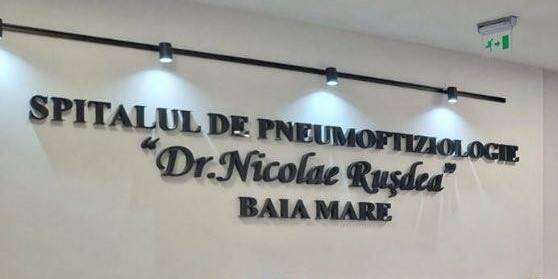 SPITALUL DE PNEUMOFTIZIOLOGIE
“Dr.Nicolae Rușdea”
BAIA MARE